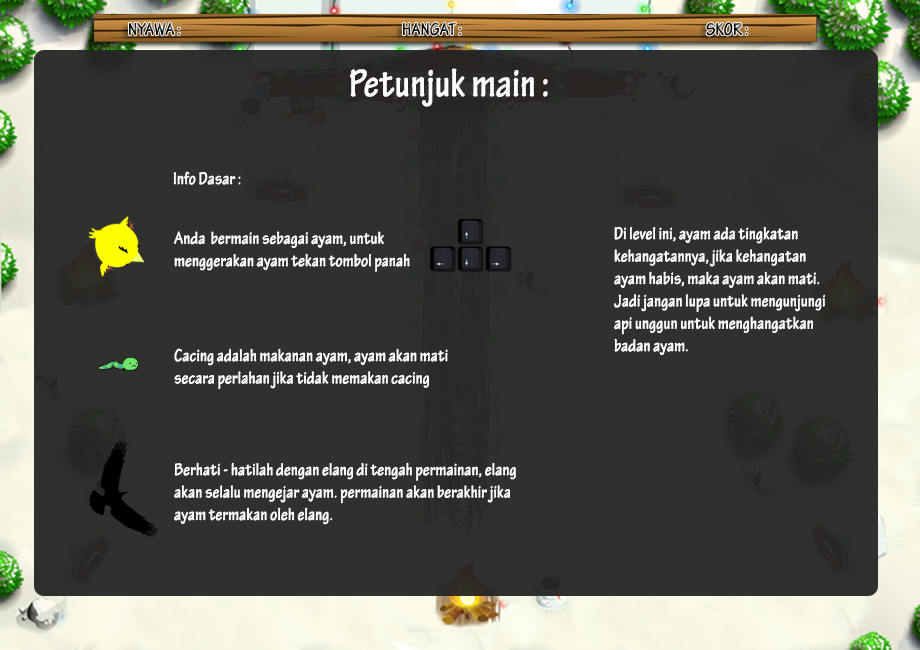 NYAWA: HANGAT: SKOR:
Petunjuk main :
Info Dasar :
Anda bermain sebagai ayam, untuk
menggerakan ayam tekan tombol panah
Cacing adalah makanan ayam, ayam akan mati
secara perlahan jika tidak memakan cacing
Berhati - hatilah dengan elang di tengah permainan, elang
akan selalu mengejar ayam. permainan akan berakhir jika
ayam termakan oleh elang.
Di level ini, ayam ada tingkatan
kehangatannya, jika kehangatan
ayam habis, maka ayam akan mati.
Jadi jangan lupa untuk mengunjungi
api unggun untuk menghangatkan
badan ayam.